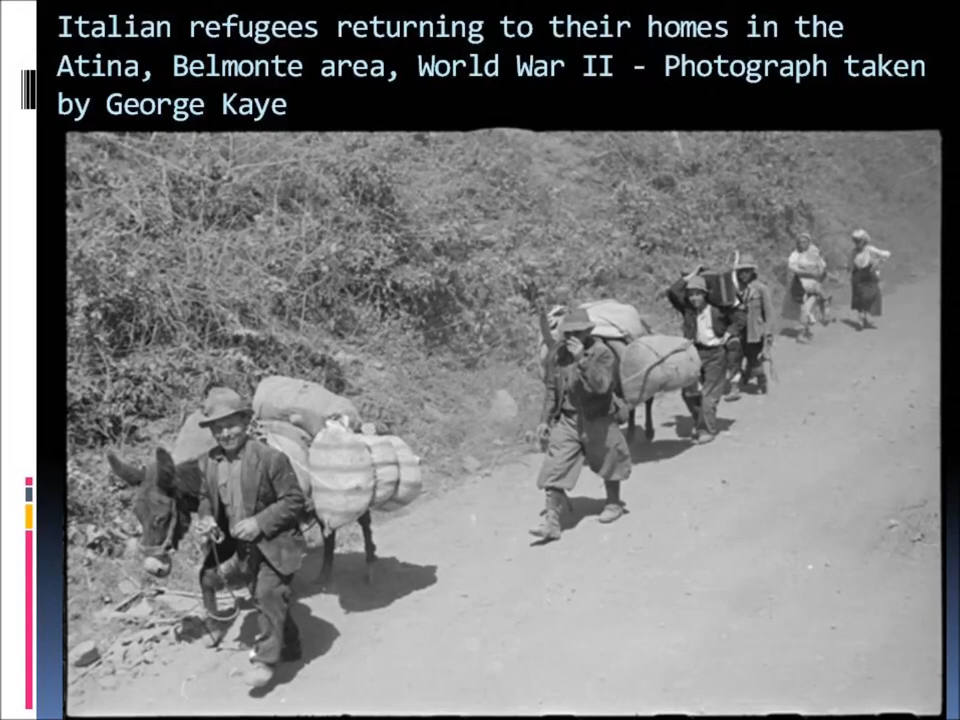 Italian refugees returning to their homes in the
Atina, Belmonte area, World War II - Photograph taken
by George Kaye